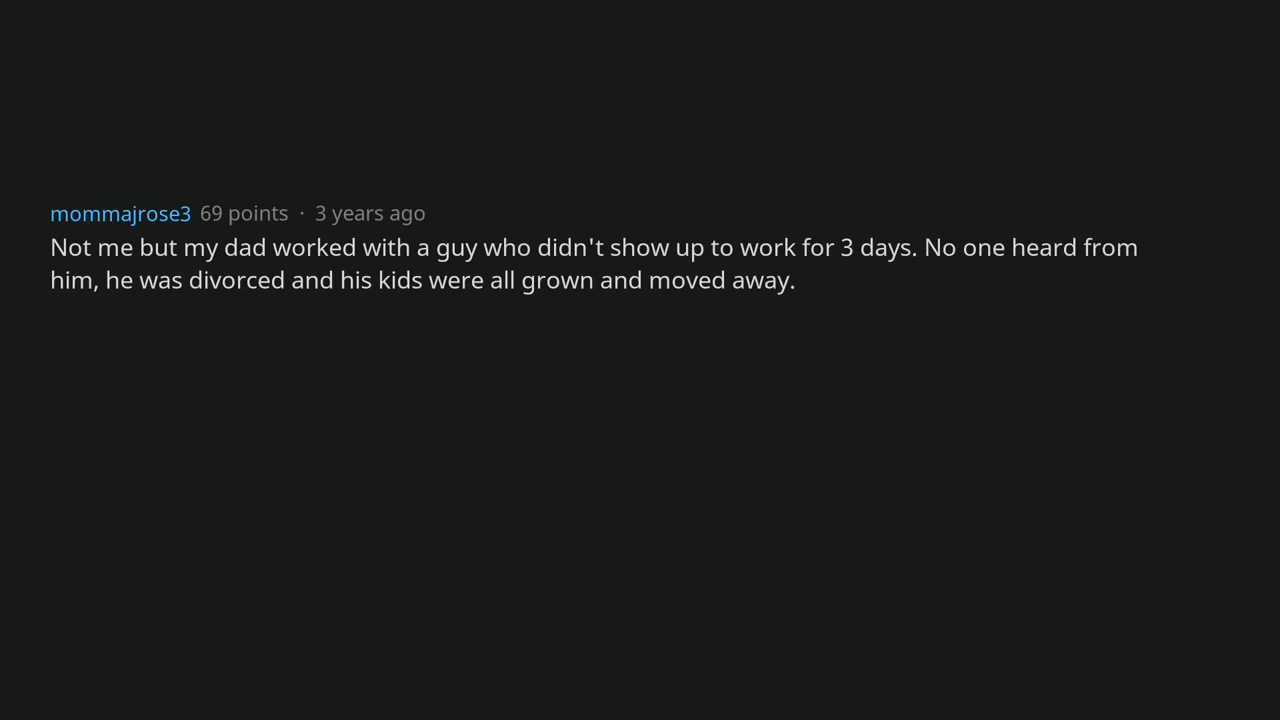 mommajrose3 69 points · 3 years ago
Not me but my dad worked with a guy who didn't show up to work for 3 days. No one heard from
him, he was divorced and his kids were all grown and moved away.